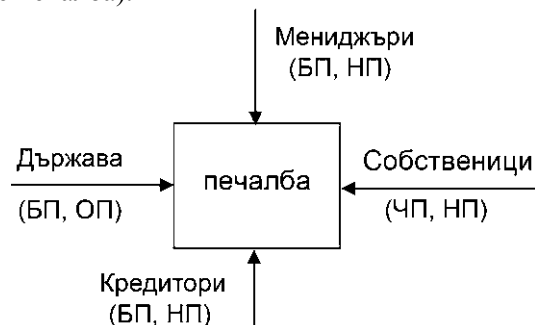 Мениджъри
(БП, НП)
Държава
(БП, ОП)
печалба
Собственици
(ЧП, НП)
Кредитори
(БП, НП)